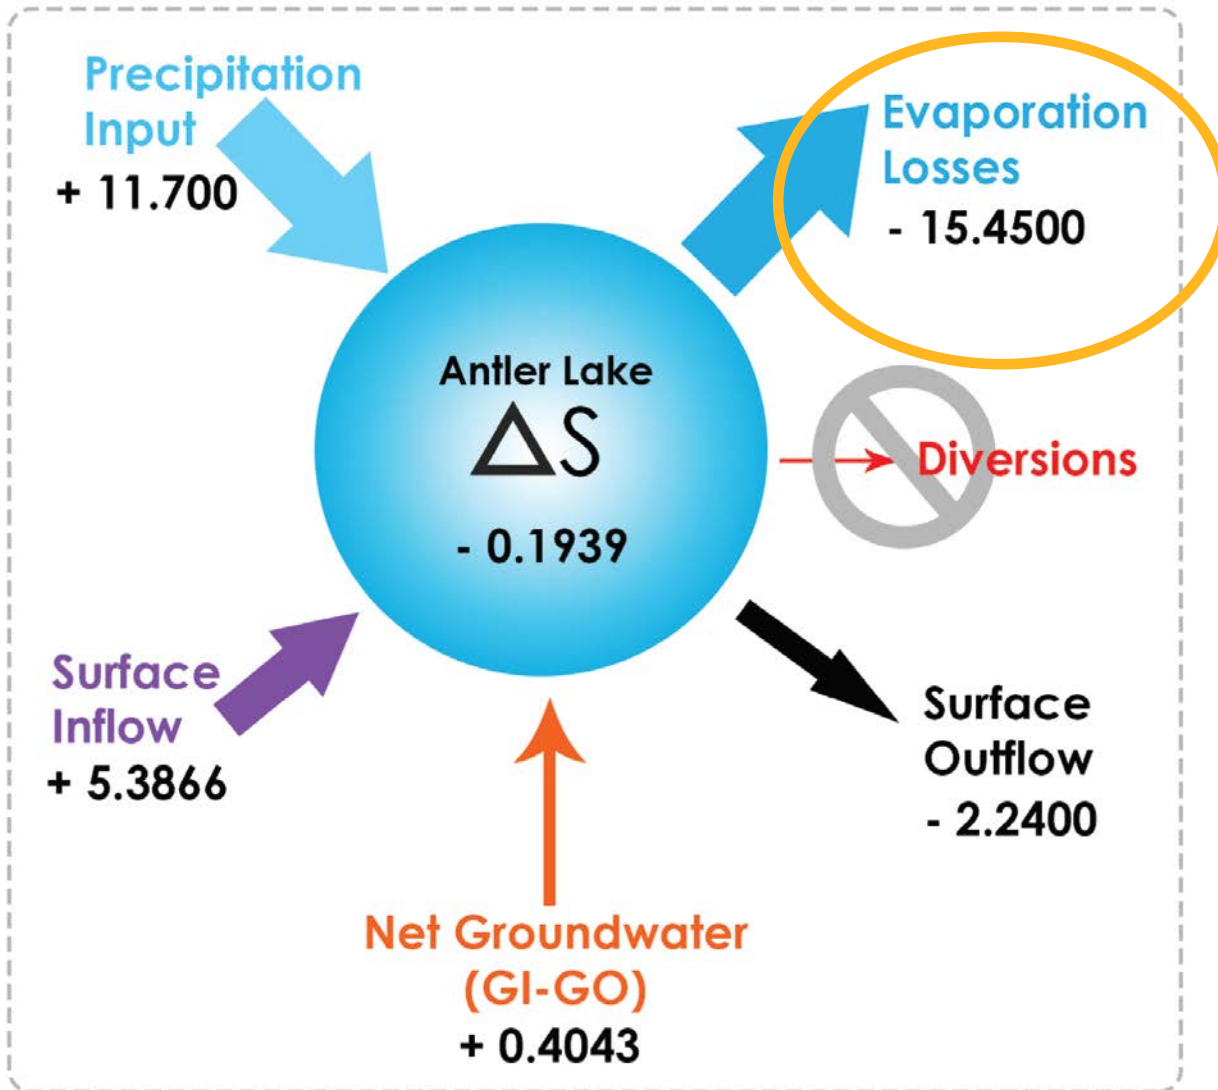 Precipitation
Input
+ 11.700
Evaporation
Losses
- 15.4500
Antler Lake
ΔS
- 0.1939
Diversions
Surface
Inflow
+ 5.3866
Surface
Outflow
- 2.2400
Net Groundwater
(GI-GO)
+ 0.4043